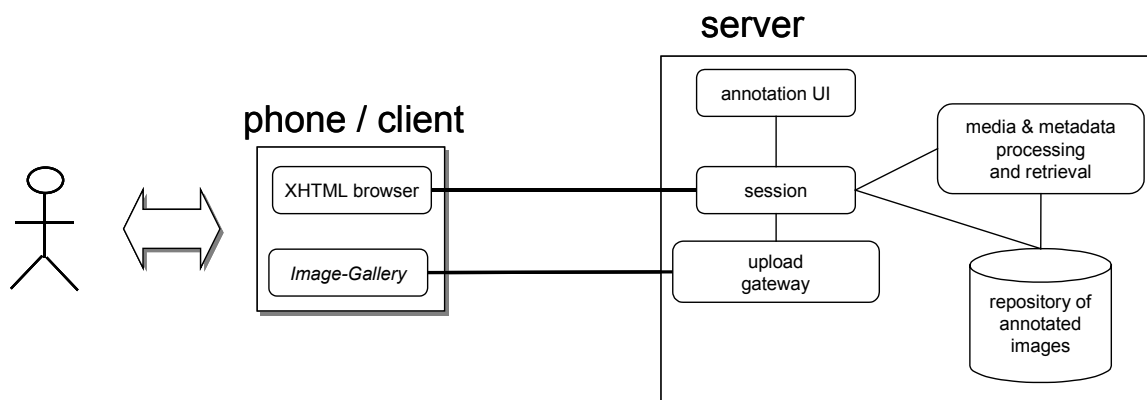 server
phone / client
annotation UI
media & metadata
processing
and retrieval
XHTML browser
session
Image-Gallery
upload
gateway
repository of
annotated
images